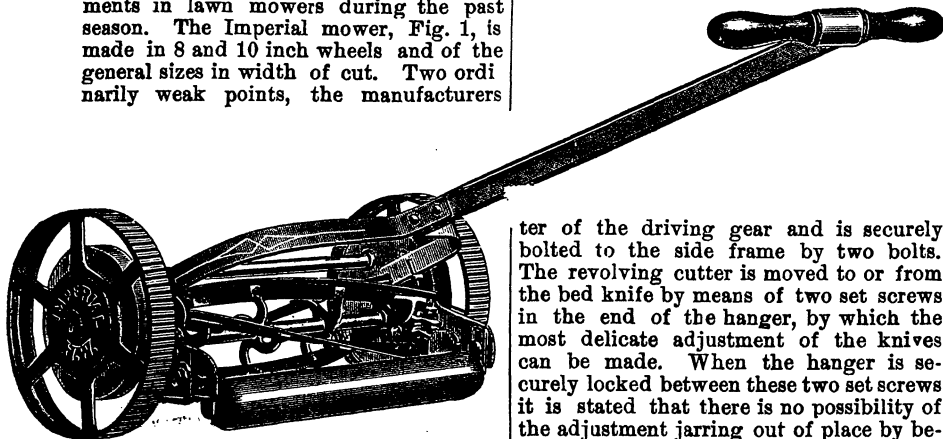 ments in lawn mowers during the past
season. The Imperial mower, Fig. 1, is
made in 8 and 10 inch wheels and of the
general sizes in width of cut. Two ordi
narily weak points, the manufacturers
ter of the driving gear and is securely
bolted to the side frame by two bolts.
The revolving cutter is moved to or from
the bed knife by means of two set screws
in the end of the hanger, by which the
most delicate adjustment of the knives
can be made. When the hanger is se-
curely locked between these two set screws
it is stated that there is no possibility of
the adjustment jarring out of place by be-